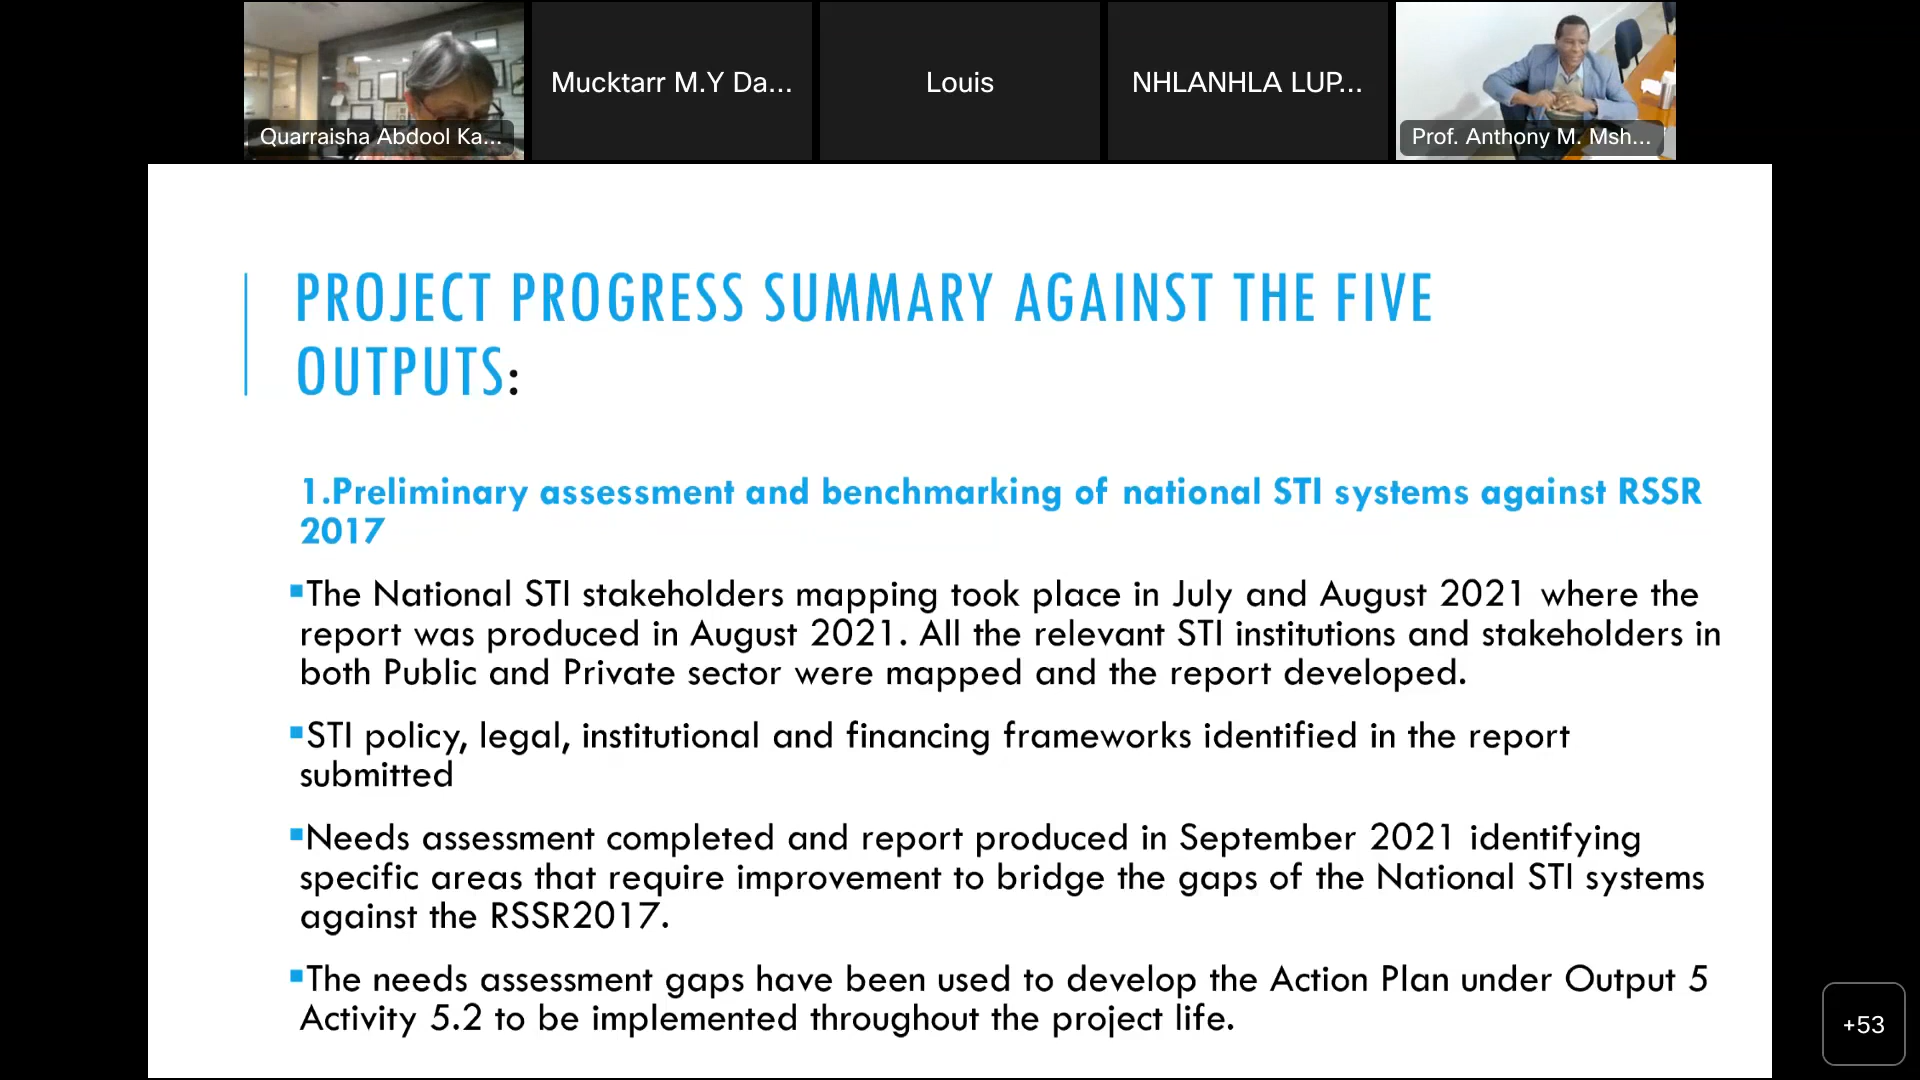 Quarraisha Abdool Ka...
Mucktarr M.Y Da...
Louis
NHLANHLA LUP...
Prof. Anthony M. Msh...
PROJECT PROGRESS SUMMARY AGAINST THE FIVE
OUTPUTS:
1.Preliminary assessment and benchmarking of national STI systems against RSSR
2017
▪The National STI stakeholders mapping took place in July and August 2021 where the
report was produced in August 2021. All the relevant STI institutions and stakeholders in
both Public and Private sector were mapped and the report developed.
▪STI policy, legal, institutional and financing frameworks identified in the report
submitted
▪Needs assessment completed and report produced in September 2021 identifying
specific areas that require improvement to bridge the gaps of the National STI systems
against the RSSR2017.
▪The needs assessment gaps have been used to develop the Action Plan under Output 5
Activity 5.2 to be implemented throughout the project life.
+53